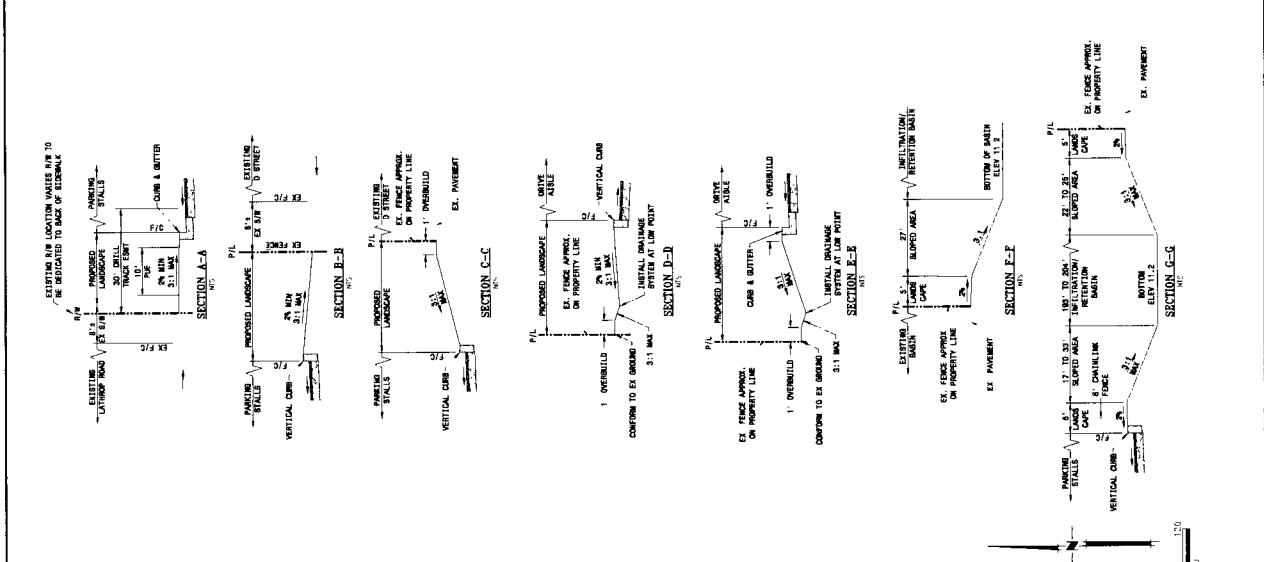 EXISTING R/W LOCATION VARIES R/W TO
BE DEDICATED TO BACK OF SIDEWALK
R/W
EXISTING
LATHROP ROAD
8'±
EX S/W
PROPOSED
LANDSCAPE
PARKING
STALLS
EX F/C
F/C
30' DRILL
TRACK ESMT
10'
PUE
2% MIN
3:1 MAX
CURB & GUTTER
SECTION A-A
NTS
PARKING
STALLS
PROPOSED LANDSCAPE
P/L
8'±
EX S/W
EXISTING
D STREET
F/C
EX FENCE
EX F/C
2% MIN
3:1 MAX
VERTICAL CURB
SECTION B-B
NTS
PARKING
STALLS
PROPOSED
LANDSCAPE
P/L
EXISTING
D STREET
EX. FENCE APPROX.
ON PROPERTY LINE
1' OVERBUILD
F/C
3:1
MAX
EX. PAVEMENT
VERTICAL CURB
SECTION C-C
NTS
P/L
PROPOSED LANDSCAPE
DRIVE
AISLE
EX. FENCE APPROX.
ON PROPERTY LINE
F/C
2% MIN
3:1 MAX
VERTICAL CURB
1 OVERBUILD
CONFORM TO EX GROUND
3:1 MAX
INSTALL DRAINAGE
SYSTEM AT LOW POINT
SECTION D-D
NTS
P/L
PROPOSED LANDSCAPE
DRIVE
AISLE
F/C
CURB & GUTTER
1' OVERBUILD
EX FENCE APPROX.
ON PROPERTY LINE
3:1
MAX
1' OVERBUILD
CONFORM TO EX GROUND
3:1 MAX
INSTALL DRAINAGE
SYSTEM AT LOW POINT
SECTION E-E
NTS
EXISTING
BASIN
P/L
5'
LANDS
CAPE
27'
SLOPED AREA
INFILTRATION/
RETENTION BASIN
EX. FENCE APPROX
ON PROPERTY LINE
2%
3:1
EX PAVEMENT
BOTTOM OF BASIN
ELEV 11 2
SECTION F-F
NTS
PARKING
STALLS
6'
LANDS
CAPE
17' TO 33'
SLOPED AREA
INFILTRATION/
RETENTION
BASIN
22' TO 25'
SLOPED AREA
5'
LANDS
CAPE
P/L
EX. FENCE APPROX.
ON PROPERTY LINE
F/C
6' CHAINLINK
FENCE
2%
3:1
MAX
BOTTOM
ELEV 11.2
3:1
MAX
2%
EX. PAVEMENT
VERTICAL CURB
SECTION G-G
NTS